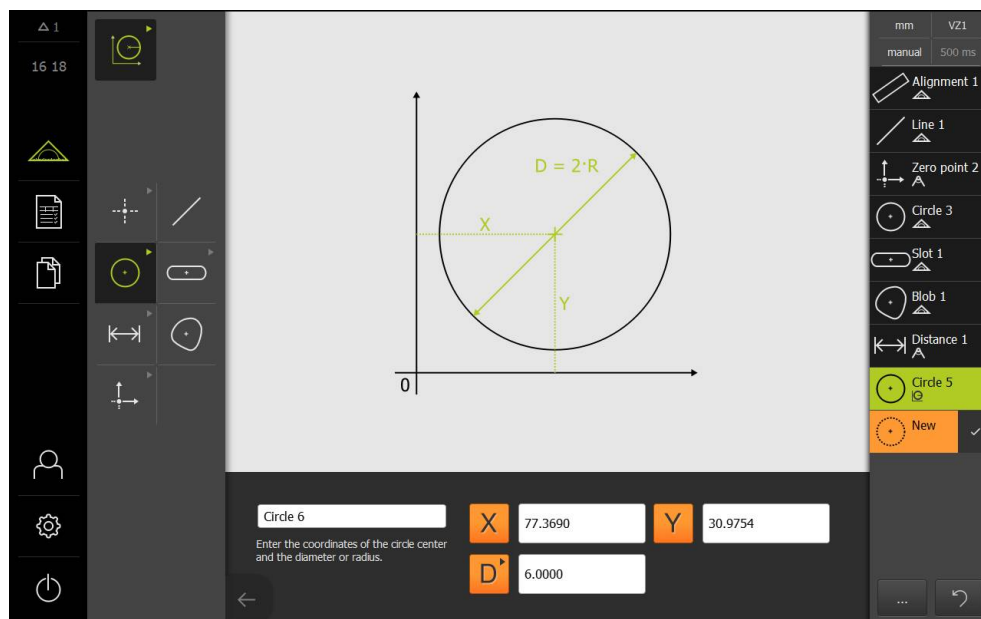 1
16 18
D = 2·R
X
Y
0
Circle 6
Enter the coordinates of the circle center
and the diameter or radius.
X
77.3690
Y
30.9754
D
6.0000
mm
VZ1
manual
500 ms
Alignment 1
Line 1
Zero point 2
Circle 3
Slot 1
Blob 1
Distance 1
Circle 5
New
...